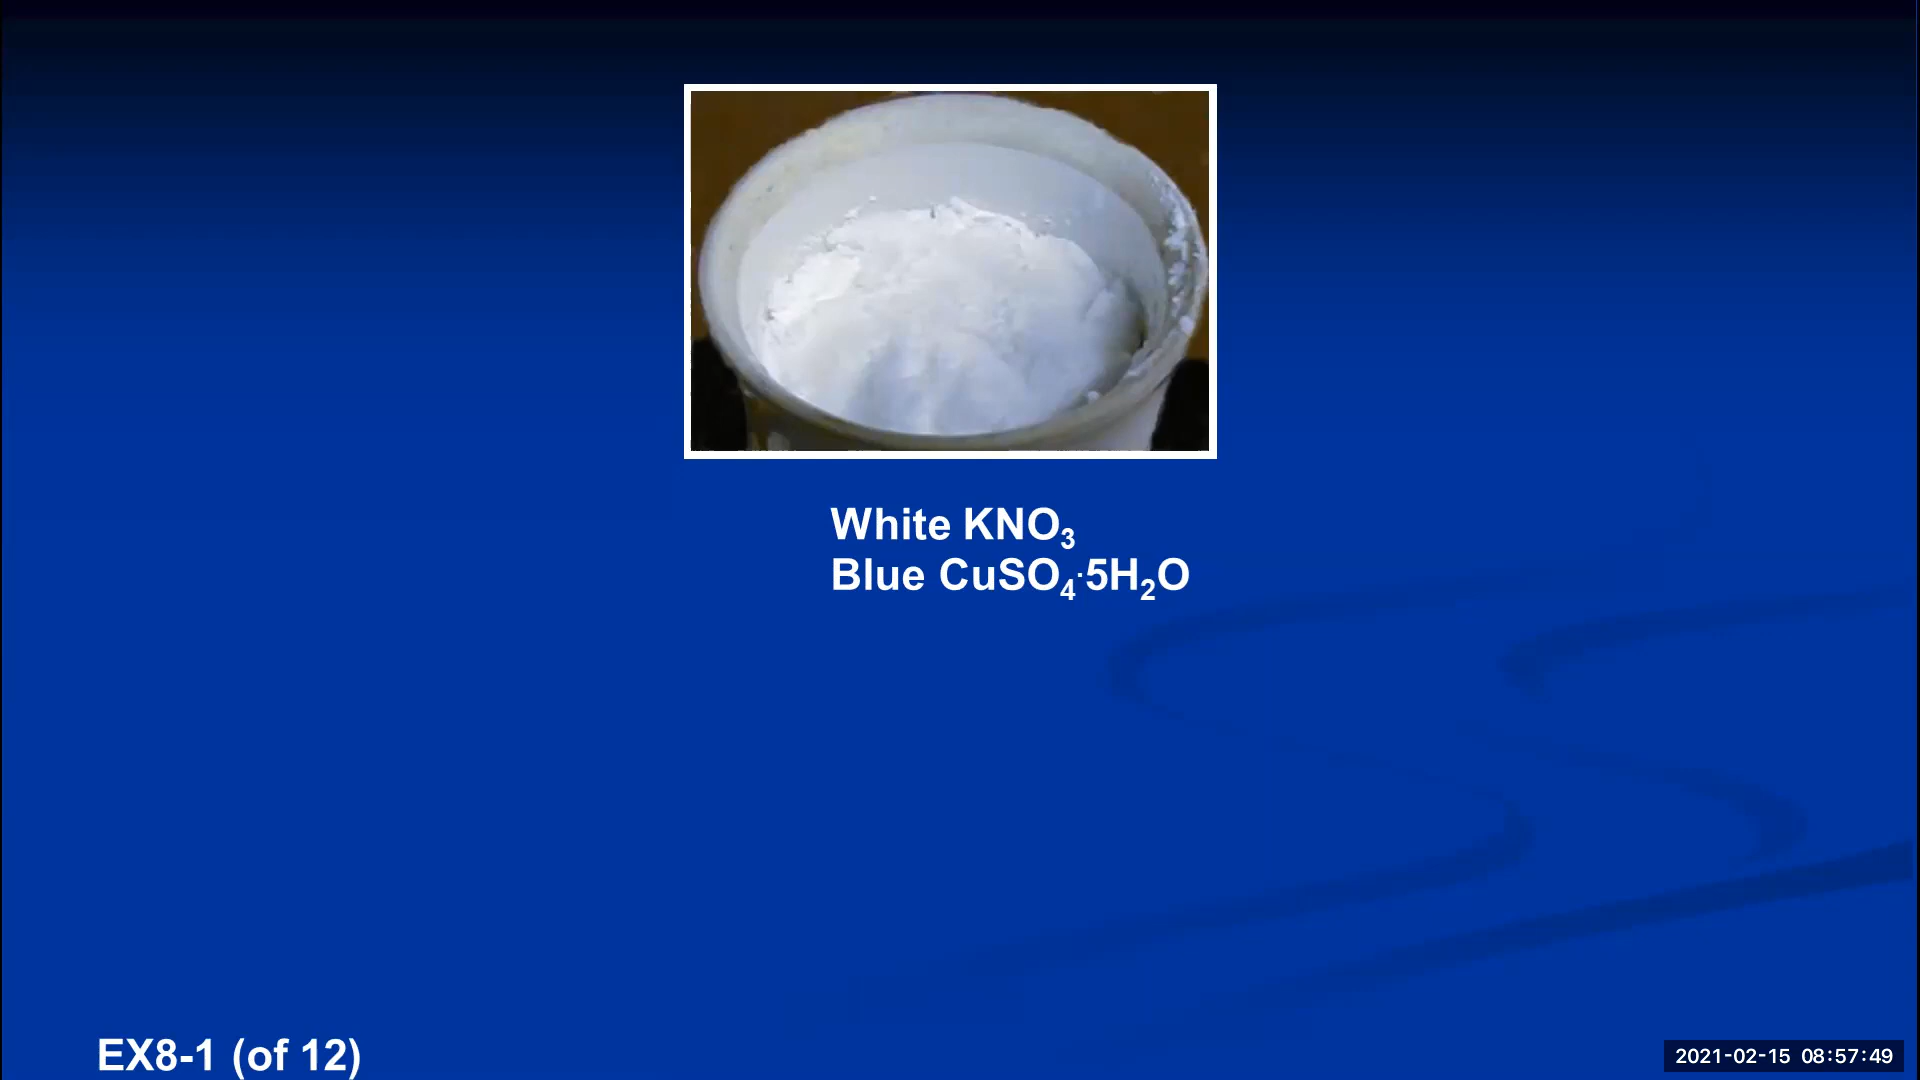 White KNO₃
Blue CuSO₄·5H₂O
EX8-1 (of 12)
2021-02-15 08:57:49